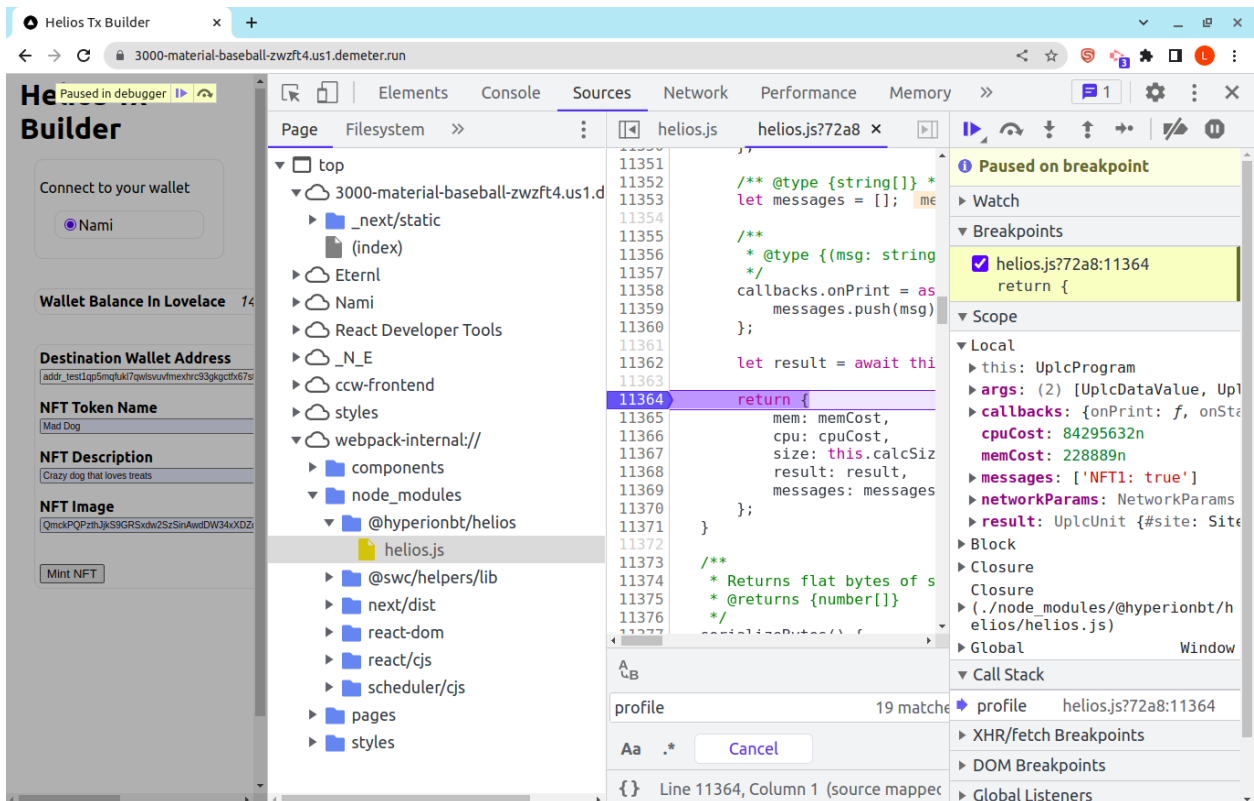 Helios Tx Builder
3000-material-baseball-zwzft4.us1.demeter.run
3
L
Paused in debugger
Builder
Connect to your wallet
Nami
Wallet Balance In Lovelace 14
Destination Wallet Address
NFT Token Name
Mad Dog
NFT Description
Crazy dog that loves treats
NFT Image
Mint NFT
Elements Console Sources Network Performance Memory 1
Page Filesystem
top
3000-material-baseball-zwzft4.us1.d
_next/static
(index)
Eternl
Nami
React Developer Tools
_N_E
ccw-frontend
styles
webpack-internal://
components
node_modules
@hyperionbt/helios
helios.js
@swc/helpers/lib
next/dist
react-dom
react/cjs
scheduler/cjs
pages
styles
helios.js helios.js?72a8
11351
11352 /** @type {string[]} *
11353 let messages = []; me
11354
11355 /**
11356 * @type {(msg: string
11357 */
11358 callbacks.onPrint = as
11359 messages.push(msg)
11360 };
11361
11362 let result = await thi
11363
11364 return {
11365 mem: memCost,
11366 cpu: cpuCost,
11367 size: this.calcSiz
11368 result: result,
11369 messages: messages
11370 };
11371 }
11372
11373 /**
11374 * Returns flat bytes of s
11375 * @returns {number[]}
11376 */
profile 19 matche
Aa .* Cancel
{} Line 11364, Column 1 (source mapped
Paused on breakpoint
Watch
Breakpoints
helios.js?72a8:11364
return {
Scope
Local
this: UplcProgram
args: (2) [UplcDataValue, Upl
callbacks: {onPrint: ƒ, onSta
cpuCost: 84295632n
memCost: 228889n
messages: ['NFT1: true']
networkParams: NetworkParams
result: UplcUnit {#site: Site
Block
Closure
Closure
(./node_modules/@hyperionbt/h
elios/helios.js)
Global Window
Call Stack
profile helios.js?72a8:11364
XHR/fetch Breakpoints
DOM Breakpoints
Global Listeners